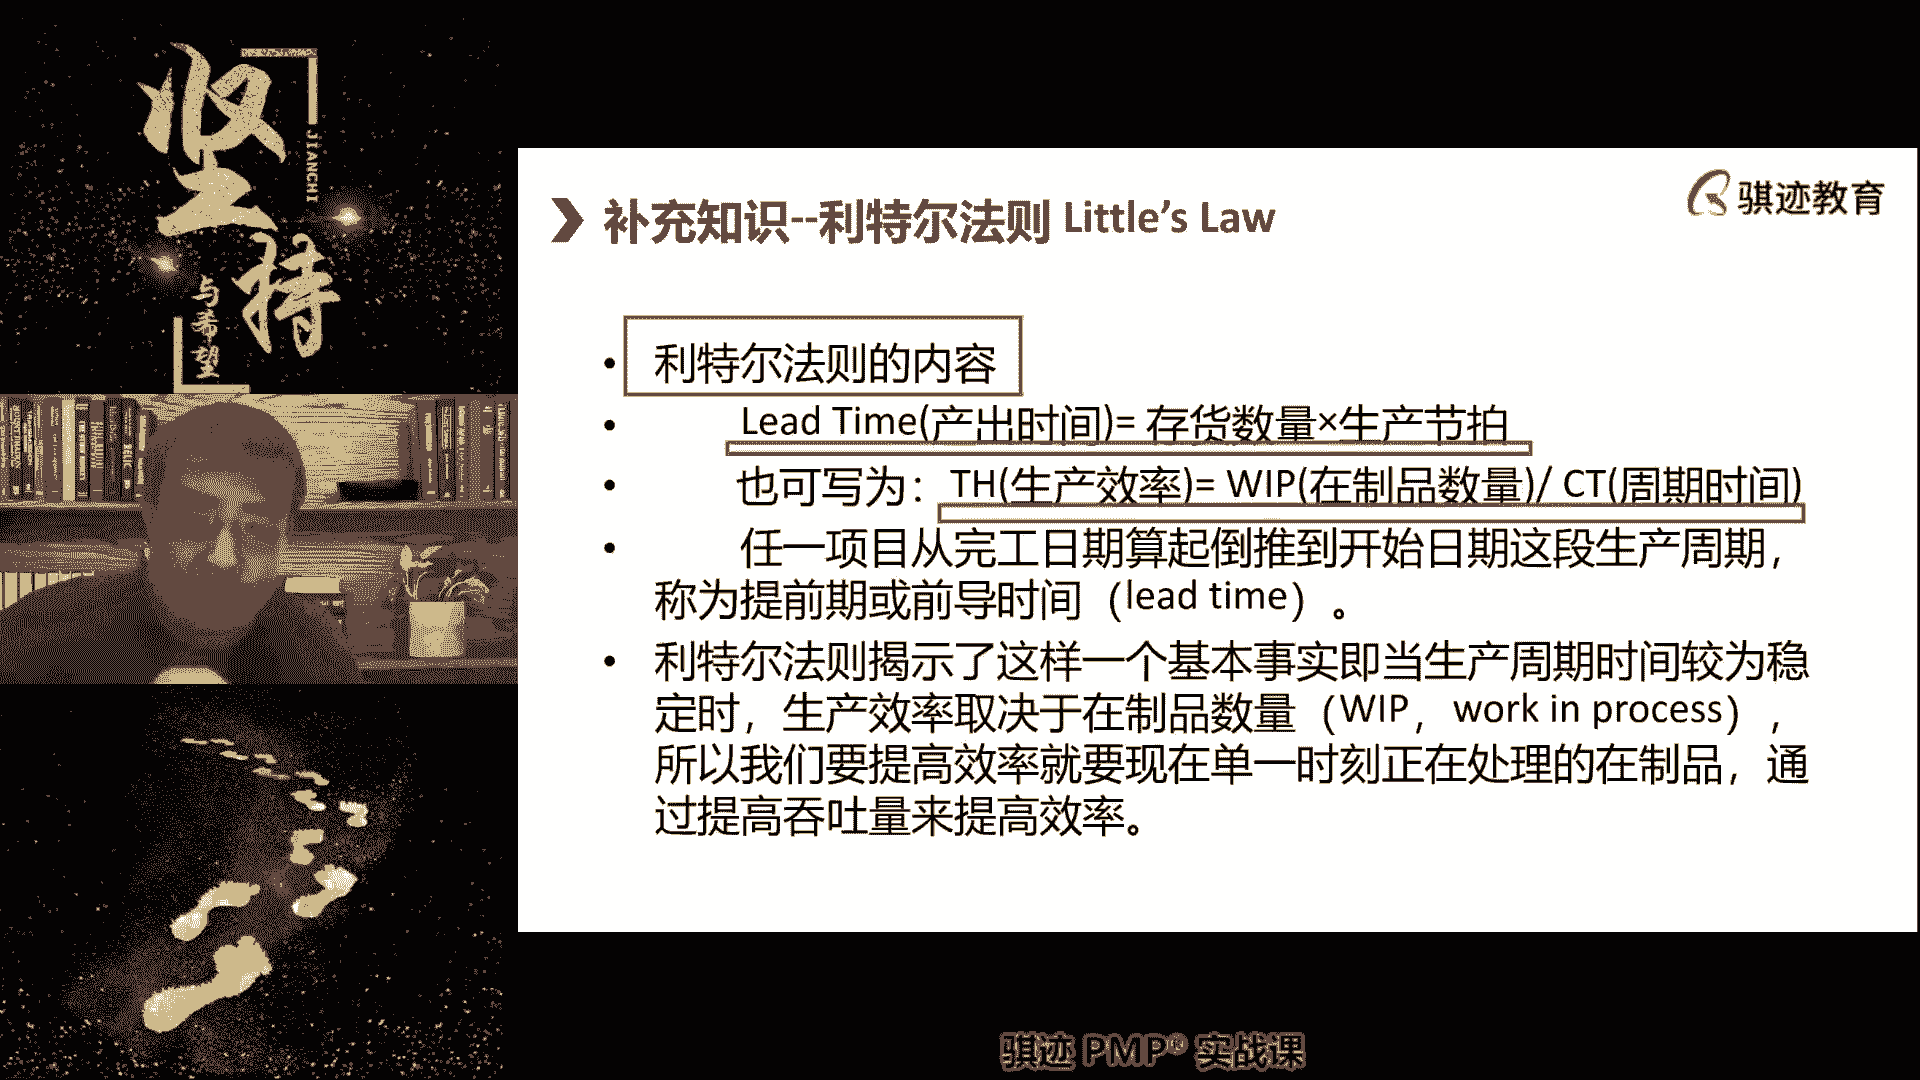 坚持
JIANCHI
与希望
骐迹教育
补充知识--利特尔法则 Little's Law
• 利特尔法则的内容
• Lead Time(产出时间)= 存货数量×生产节拍
• 也可写为：TH(生产效率)= WIP(在制品数量)/ CT(周期时间)
• 任一项目从完工日期算起倒推到开始日期这段生产周期，
称为提前期或前导时间（lead time）。
• 利特尔法则揭示了这样一个基本事实即当生产周期时间较为稳
定时，生产效率取决于在制品数量（WIP，work in process），
所以我们要提高效率就要现在单一时刻正在处理的在制品，通
过提高吞吐量来提高效率。
骐迹 PMP® 实战课